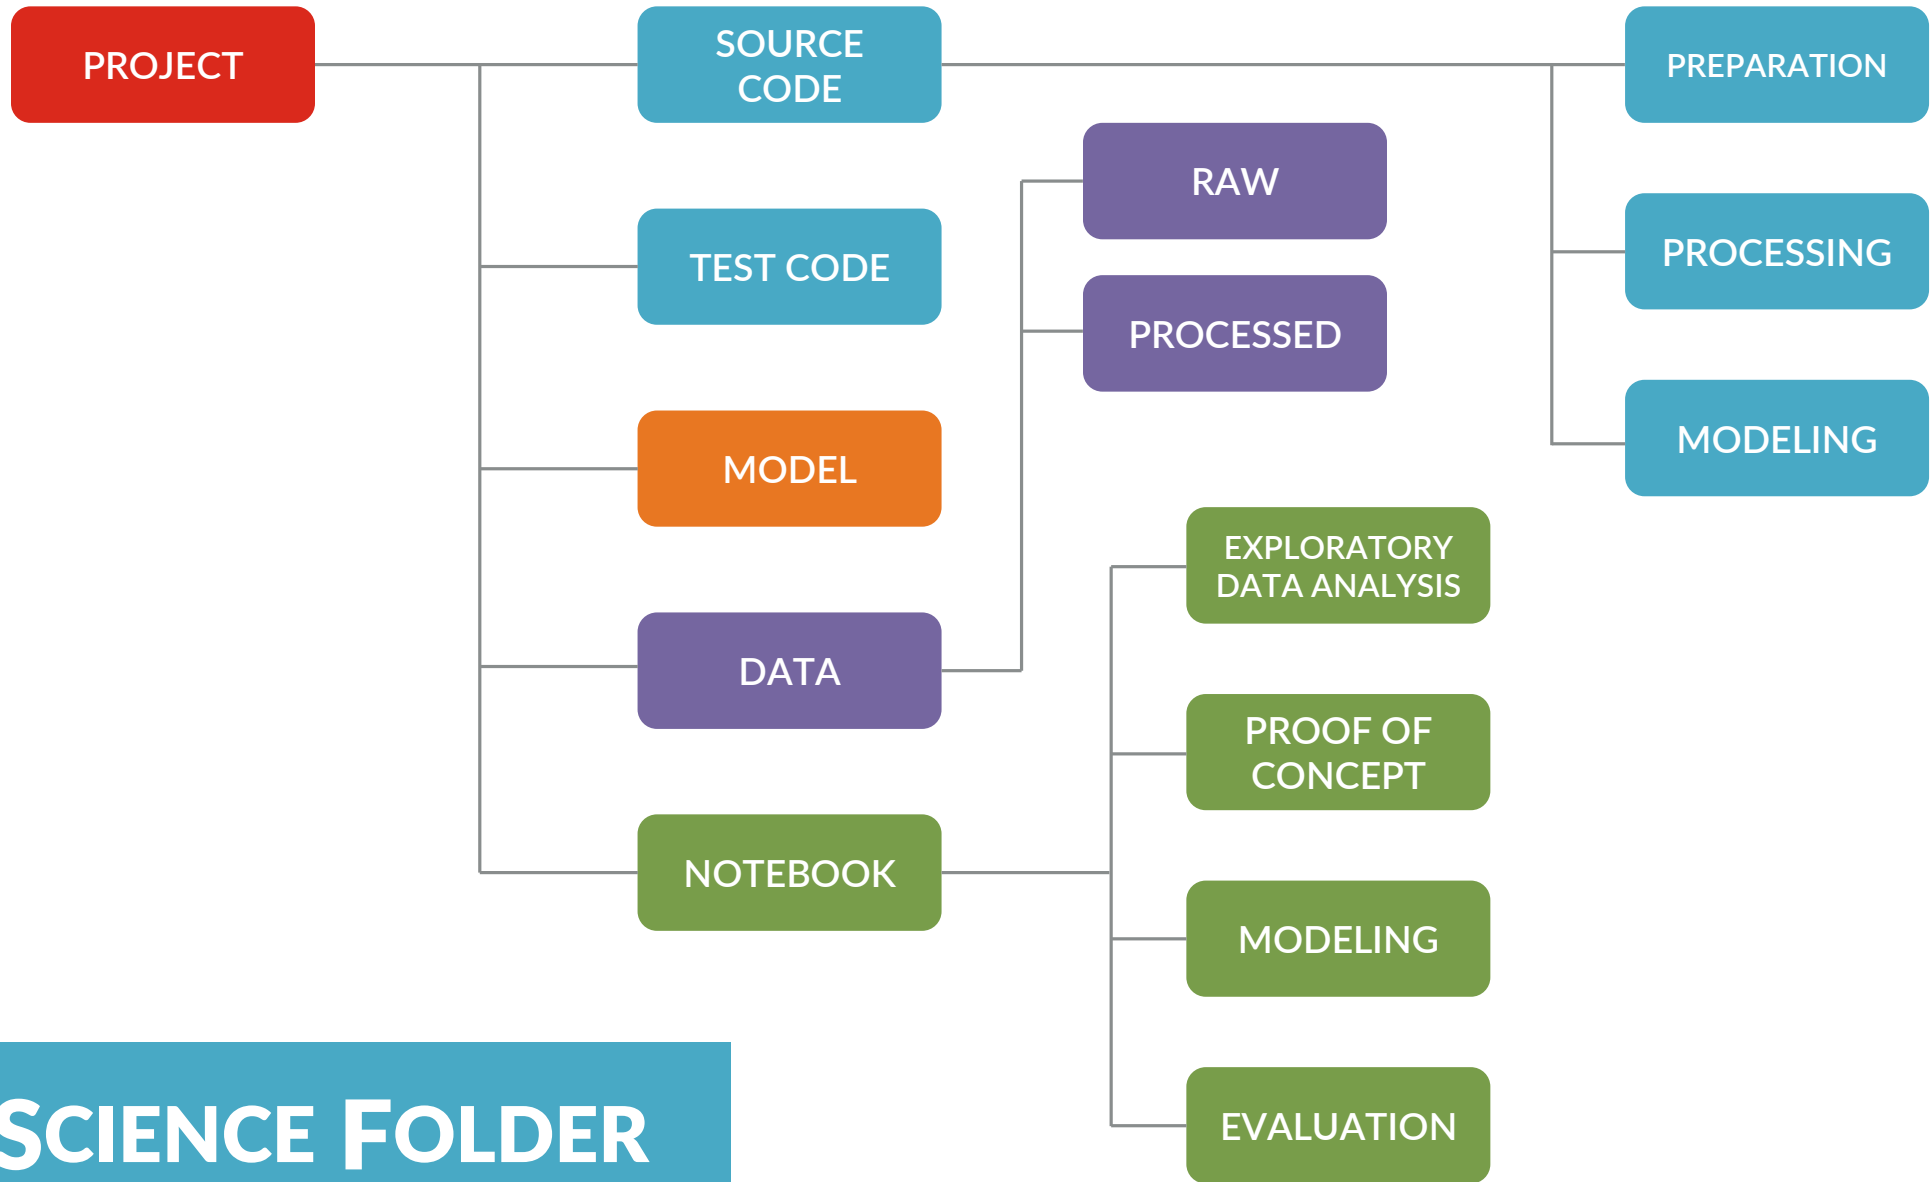 PROJECT
SOURCE
CODE
PREPARATION
RAW
PROCESSING
TEST CODE
PROCESSED
MODEL
MODELING
EXPLORATORY
DATA ANALYSIS
DATA
PROOF OF
CONCEPT
NOTEBOOK
MODELING
EVALUATION
SCIENCE FOLDER